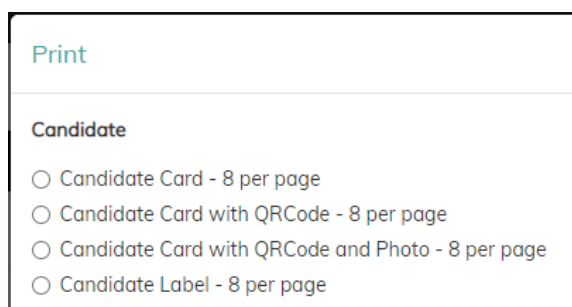 Print
Candidate
Candidate Card - 8 per page
Candidate Card with QRCode - 8 per page
Candidate Card with QRCode and Photo - 8 per page
Candidate Label - 8 per page